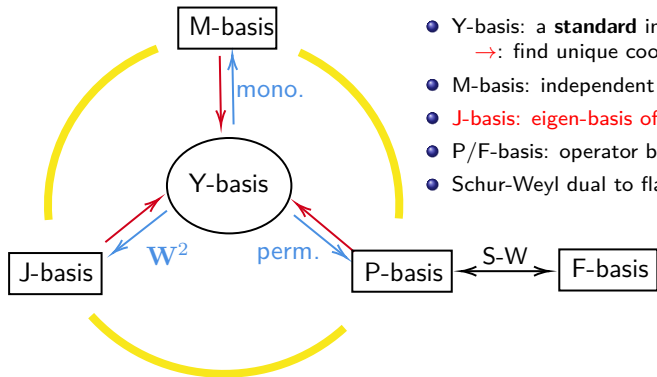 M-basis
mono.
Y-basis
W²
perm.
J-basis
P-basis
S-W
F-basis
Y-basis: a standard in
→: find unique coo
M-basis: independent
J-basis: eigen-basis of
P/F-basis: operator b
Schur-Weyl dual to fla